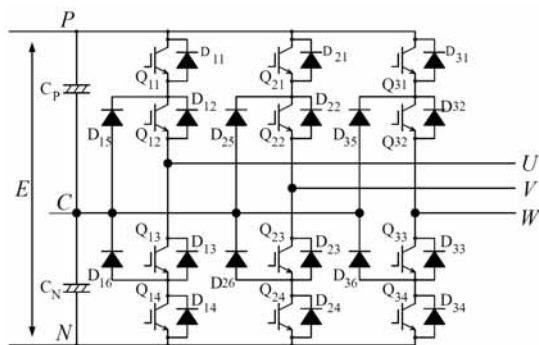 P
D11 D21 D31
Q11 Q21 Q31
CP
D12 D22 D32
D15 Q12 D25 Q22 D35 Q32
U
E
V
C
W
Q13 Q23 Q33
D13 D23 D33
D16 D26 D36
CN
Q14 Q24 Q34
D14 D24 D34
N